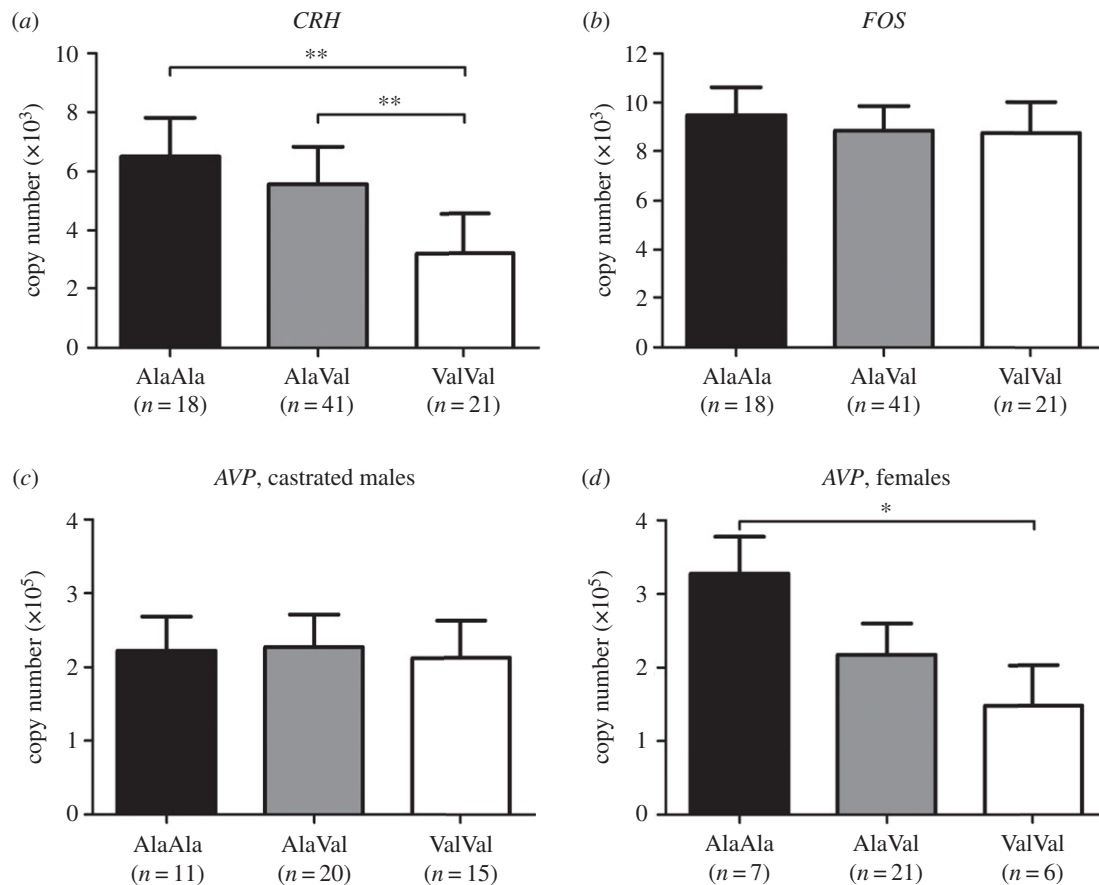 (a) CRH
10
8
6
4
2
0
copy number (×10³)
**
**
AlaAla AlaVal ValVal
(n = 18) (n = 41) (n = 21)
(b) FOS
12
10
8
6
4
2
0
copy number (×10³)
AlaAla AlaVal ValVal
(n = 18) (n = 41) (n = 21)
(c) AVP, castrated males
4
3
2
1
0
copy number (×10⁵)
AlaAla AlaVal ValVal
(n = 11) (n = 20) (n = 15)
(d) AVP, females
4
3
2
1
0
copy number (×10⁵)
*
AlaAla AlaVal ValVal
(n = 7) (n = 21) (n = 6)